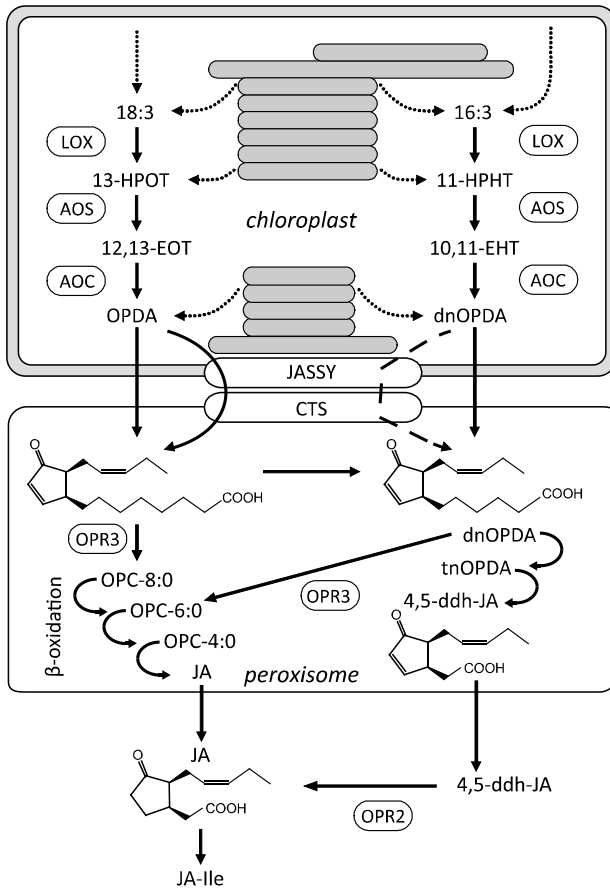 18:3
16:3
LOX
LOX
13-HPOT
11-HPHT
AOS
AOS
chloroplast
12,13-EOT
10,11-EHT
AOC
AOC
OPDA
dnOPDA
JASSY
CTS
O
O
COOH
COOH
OPR3
dnOPDA
tnOPDA
OPC-8:0
OPR3
4,5-ddh-JA
β-oxidation
OPC-6:0
O
OPC-4:0
COOH
JA
peroxisome
JA
O
COOH
4,5-ddh-JA
OPR2
JA-Ile